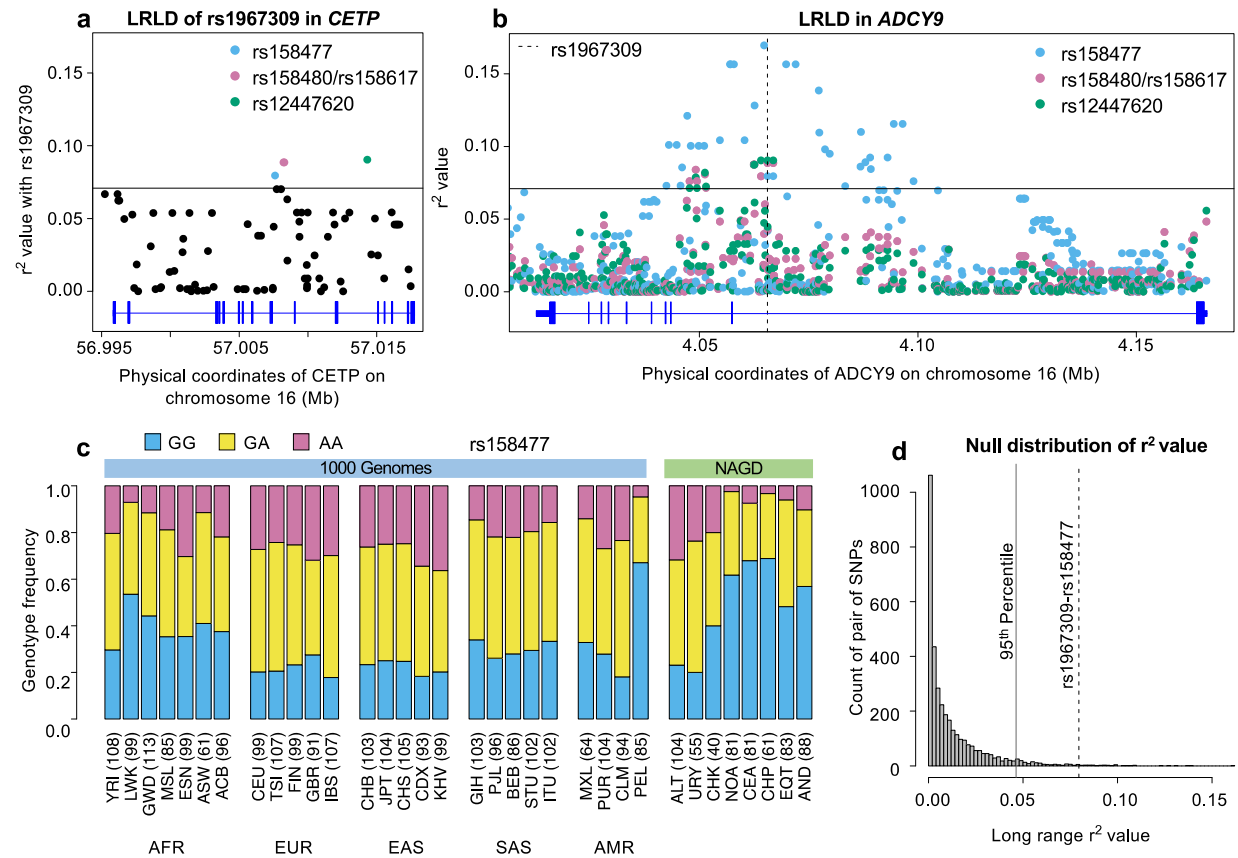 a
LRLD of rs1967309 in CETP
rs158477
rs158480/rs158617
rs12447620
r² value with rs1967309
0.15
0.10
0.05
0.00
56.995
57.005
57.015
Physical coordinates of CETP on
chromosome 16 (Mb)
b
LRLD in ADCY9
rs1967309
rs158477
rs158480/rs158617
rs12447620
r² value
0.15
0.10
0.05
0.00
4.05
4.10
4.15
Physical coordinates of ADCY9 on chromosome 16 (Mb)
c
GG
GA
AA
rs158477
1000 Genomes
NAGD
Genotype frequency
1.0
0.8
0.6
0.4
0.2
0.0
YRI (108)
LWK (99)
GWD (113)
MSL (85)
ESN (99)
ASW (61)
ACB (96)
CEU (99)
TSI (107)
FIN (99)
GBR (91)
IBS (107)
CHB (103)
JPT (104)
CHS (105)
CDX (93)
KHV (99)
GIH (103)
PJL (96)
BEB (86)
STU (102)
ITU (102)
MXL (64)
PUR (104)
CLM (94)
PEL (85)
ALT (104)
URY (55)
CHK (40)
NOA (81)
CEA (81)
CHP (61)
EQT (83)
AND (88)
AFR
EUR
EAS
SAS
AMR
d
Null distribution of r² value
Count of pair of SNPs
1000
800
600
400
200
0
95th Percentile
rs1967309-rs158477
0.00
0.05
0.10
0.15
Long range r² value